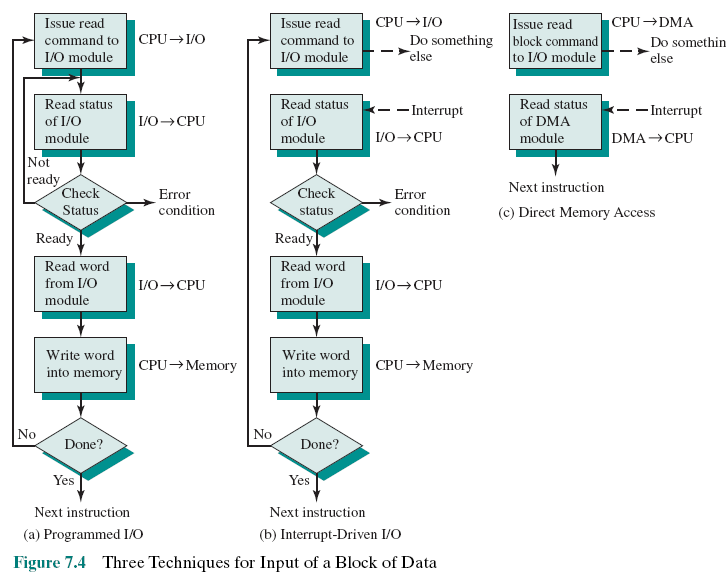 Issue read
command to
I/O module
CPU→I/O
Read status
of I/O
module
I/O→CPU
Not
ready
Check
Status
Error
condition
Ready
Read word
from I/O
module
I/O→CPU
Write word
into memory
CPU→Memory
No
Done?
Yes
Next instruction
(a) Programmed I/O
Issue read
command to
I/O module
CPU→I/O
Do something
else
Read status
of I/O
module
Interrupt
I/O→CPU
Check
status
Error
condition
Ready
Read word
from I/O
module
I/O→CPU
Write word
into memory
CPU→Memory
No
Done?
Yes
Next instruction
(b) Interrupt-Driven I/O
Issue read
block command
to I/O module
CPU→DMA
Do somethin
else
Read status
of DMA
module
Interrupt
DMA→CPU
Next instruction
(c) Direct Memory Access
Figure 7.4 Three Techniques for Input of a Block of Data